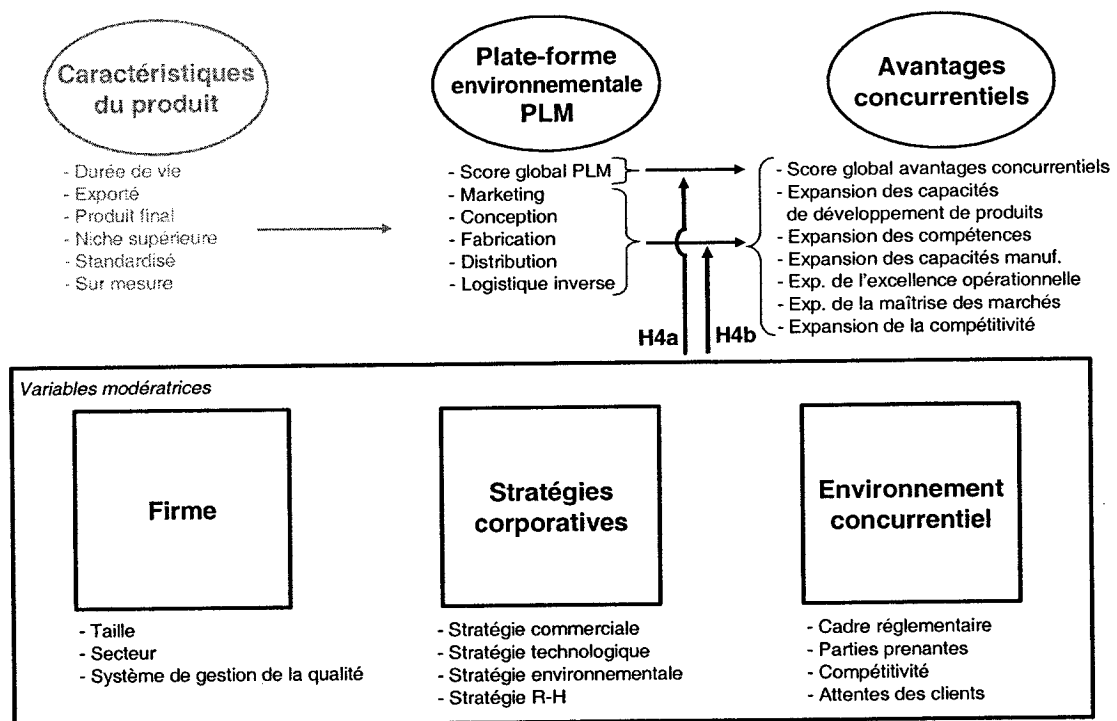 Caractéristiques
du produit
- Durée de vie
- Exporté
- Produit final
- Niche supérieure
- Standardisé
- Sur mesure
Plate-forme
environnementale
PLM
- Score global PLM
- Marketing
- Conception
- Fabrication
- Distribution
- Logistique inverse
Avantages
concurrentiels
- Score global avantages concurrentiels
- Expansion des capacités
de développement de produits
- Expansion des compétences
- Expansion des capacités manuf.
- Exp. de l'excellence opérationnelle
- Exp. de la maîtrise des marchés
- Expansion de la compétitivité
H4a
H4b
Variables modératrices
Firme
- Taille
- Secteur
- Système de gestion de la qualité
Stratégies
corporatives
- Stratégie commerciale
- Stratégie technologique
- Stratégie environnementale
- Stratégie R-H
Environnement
concurrentiel
- Cadre réglementaire
- Parties prenantes
- Compétitivité
- Attentes des clients